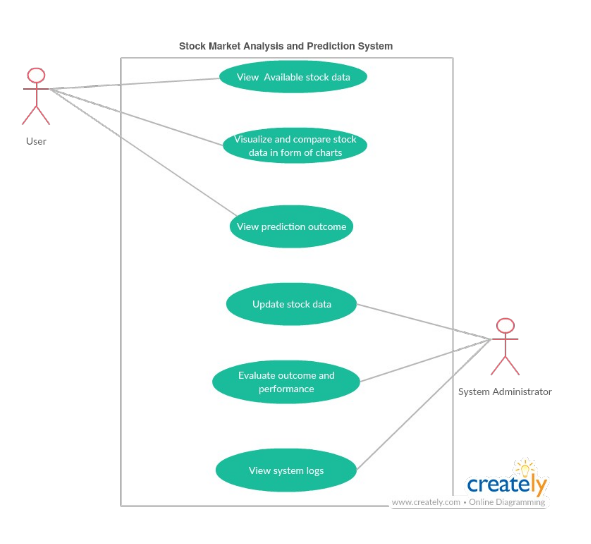 Stock Market Analysis and Prediction System
View Available stock data
User
Visualize and compare stock
data in form of charts
View prediction outcome
Update stock data
Evaluate outcome and
performance
System Administrator
View system logs
creately
www.creately.com • Online Diagramming